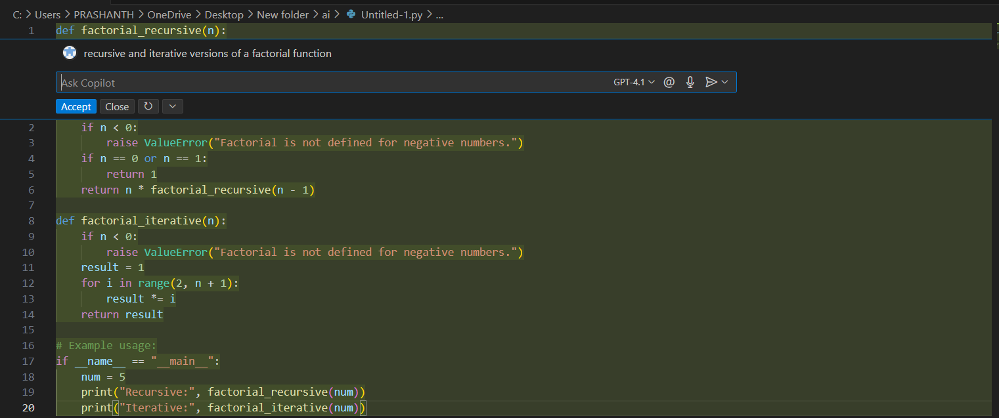 C: > Users > PRASHANTH > OneDrive > Desktop > New folder > ai > Untitled-1.py > ...
1 def factorial_recursive(n):
recursive and iterative versions of a factorial function
Ask Copilot GPT-4.1 @
Accept Close
2     if n < 0:
3         raise ValueError("Factorial is not defined for negative numbers.")
4     if n == 0 or n == 1:
5         return 1
6     return n * factorial_recursive(n - 1)
7
8 def factorial_iterative(n):
9     if n < 0:
10         raise ValueError("Factorial is not defined for negative numbers.")
11     result = 1
12     for i in range(2, n + 1):
13         result *= i
14     return result
15
16 # Example usage:
17 if __name__ == "__main__":
18     num = 5
19     print("Recursive:", factorial_recursive(num))
20     print("Iterative:", factorial_iterative(num))